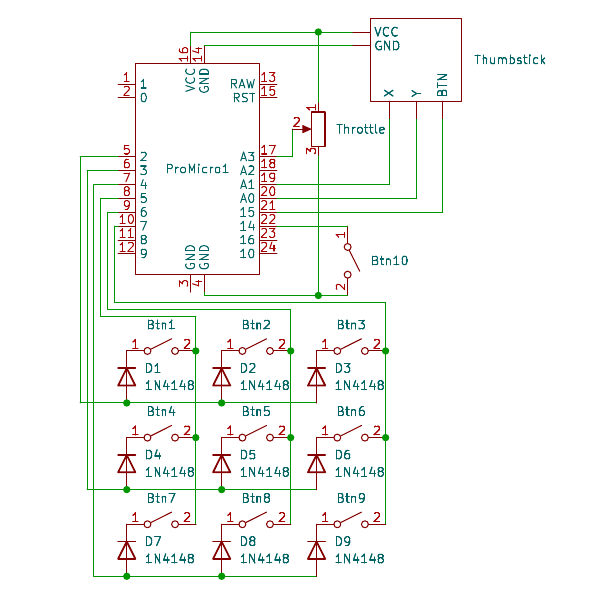 VCC
GND
Thumbstick
X
Y
BTN
16
14
VCC
GND
1
1
RAW
13
2
0
RST
15
1
2
Throttle
3
5
2
A3
17
6
3
A2
18
7
4
ProMicro1
A1
19
8
5
A0
20
9
6
15
21
10
7
14
22
11
8
16
23
12
9
10
24
GND
GND
3
4
1
Btn10
2
Btn1
Btn2
Btn3
1
2
1
2
1
2
D1
D2
D3
1N4148
1N4148
1N4148
Btn4
Btn5
Btn6
1
2
1
2
1
2
D4
D5
D6
1N4148
1N4148
1N4148
Btn7
Btn8
Btn9
1
2
1
2
1
2
D7
D8
D9
1N4148
1N4148
1N4148